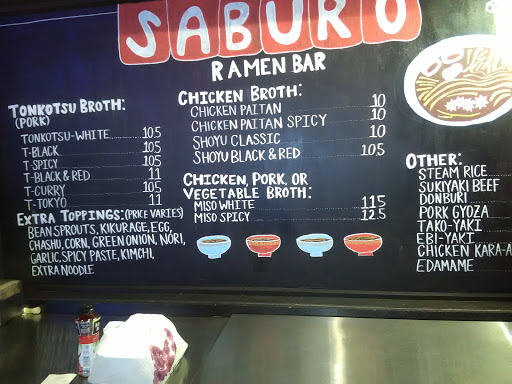 SABURO
RAMEN BAR
TONKOTSU BROTH:
(PORK)
TONKOTSU-WHITE 10.5
T-BLACK 10.5
T-SPICY 10.5
T-BLACK & RED 11
T-CURRY 10.5
T-TOKYO 11
EXTRA TOPPINGS:(PRICE VARIES)
BEAN SPROUTS, KIKURAGE, EGG,
CHASHU, CORN, GREEN ONION, NORI,
GARLIC, SPICY PASTE, KIMCHI,
EXTRA NOODLE
CHICKEN BROTH:
CHICKEN PAITAN 10
CHICKEN PAITAN SPICY 10
SHOYU CLASSIC 10
SHOYU BLACK & RED 10.5
CHICKEN, PORK, OR
VEGETABLE BROTH:
MISO WHITE 11.5
MISO SPICY 12.5
OTHER:
STEAM RICE
SUKIYAKI BEEF
DONBURI
PORK GYOZA
TAKO-YAKI
EBI-YAKI
CHICKEN KARA-A
EDAMAME